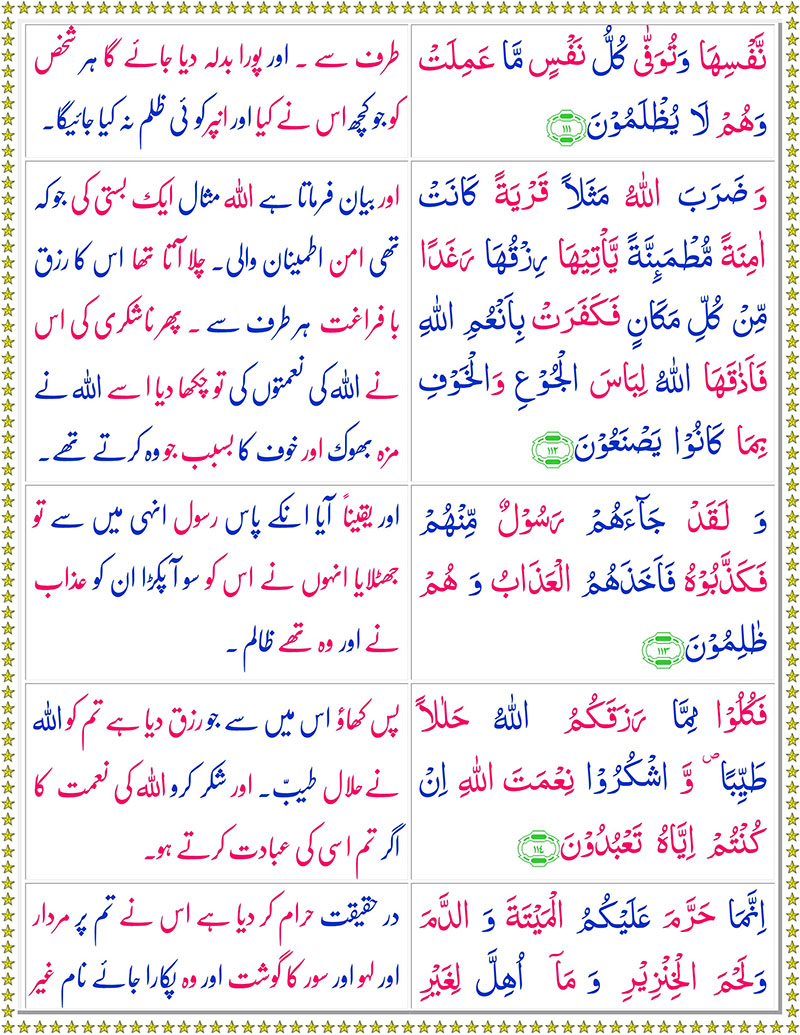 نَّفْسِهَا وَتُوَفّٰى كُلُّ نَفْسٍ مَّا عَمِلَتْ
وَهُمْ لَا يُظْلَمُوْنَ ۝۱۱۱
طرف سے ۔ اور پورا بدلہ دیا جائے گا ہر شخص
کو جو کچھ اس نے کیا اور انپر کوئی ظلم نہ کیا جائیگا۔
وَضَرَبَ اللهُ مَثَلاً قَرْيَةً كَانَتْ
اٰمِنَةً مُّطْمَىِٕنَّةً يَّاْتِيْهَا رِزْقُهَا رَغَدًا
مِّنْ كُلِّ مَكَانٍ فَكَفَرَتْ بِاَنْعُمِ اللهِ
فَاَذَاقَهَا اللهُ لِبَاسَ الْجُوْعِ وَالْخَوْفِ
بِمَا كَانُوْا يَصْنَعُوْنَ ۝۱۱۲
اور بیان فرماتا ہے اللہ مثال ایک بستی کی جو کہ
تھی امن اطمینان والی۔ چلا آتا تھا اس کا رزق
با فراغت ہر طرف سے ۔ پھر ناشکری کی اس
نے اللہ کی نعمتوں کی تو چکھا دیا اسے اللہ نے
مزہ بھوک اور خوف کا بسبب جو وہ کرتے تھے۔
وَ لَقَدْ جَآءَهُمْ رَسُوْلٌ مِّنْهُمْ
فَكَذَّبُوْهُ فَاَخَذَهُمُ الْعَذَابُ وَ هُمْ
ظٰلِمُوْنَ ۝۱۱۳
اور یقیناً آیا انکے پاس رسول انہی میں سے تو
جھٹلایا انہوں نے اس کو سو آپکڑا ان کو عذاب
نے اور وہ تھے ظالم ۔
فَكُلُوْا مِمَّا رَزَقَكُمُ اللهُ حَلٰلاً
طَيِّبًا ۖ وَّ اشْكُرُوْا نِعْمَتَ اللهِ اِنْ
كُنْتُمْ اِيَّاهُ تَعْبُدُوْنَ ۝۱۱٤
پس کھاؤ اس میں سے جو رزق دیا ہے تم کو اللہ
نے حلال طیبّ۔ اور شکر کرو اللہ کی نعمت کا
اگر تم اسی کی عبادت کرتے ہو۔
اِنَّمَا حَرَّمَ عَلَيْكُمُ الْمَيْتَةَ وَ الدَّمَ
وَلَحْمَ الْخِنْزِيْرِ وَ مَآ اُهِلَّ لِغَيْرِ
در حقیقت حرام کر دیا ہے اس نے تم پر مردار
اور لہو اور سور کا گوشت اور وہ پکارا جائے نام غیر